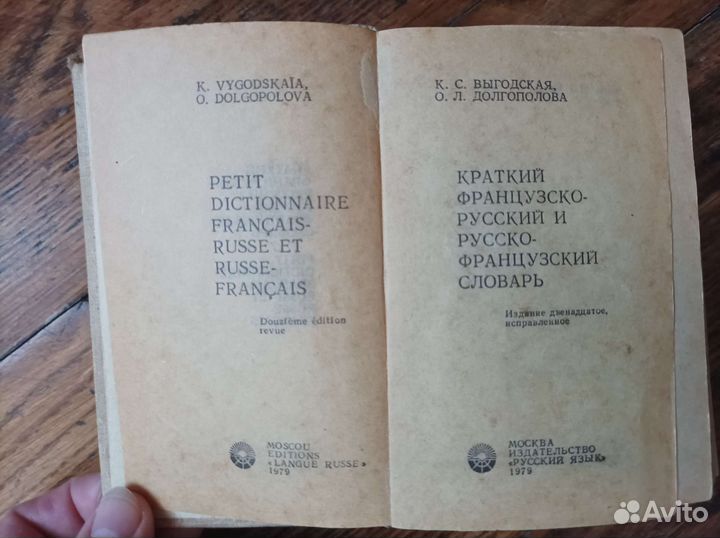 K. VYGODSKAÏA,
O. DOLGOPOLOVA
PETIT
DICTIONNAIRE
FRANÇAIS-
RUSSE ET
RUSSE-
FRANÇAIS
Douzième édition
revue
MOSCOU
EDITIONS
«LANGUE RUSSE»
1979
К. С. ВЫГОДСКАЯ,
О. Л. ДОЛГОПОЛОВА
КРАТКИЙ
ФРАНЦУЗСКО-
РУССКИЙ И
РУССКО-
ФРАНЦУЗСКИЙ
СЛОВАРЬ
Издание двенадцатое,
исправленное
МОСКВА
ИЗДАТЕЛЬСТВО
«РУССКИЙ ЯЗЫК»
1979
Avito